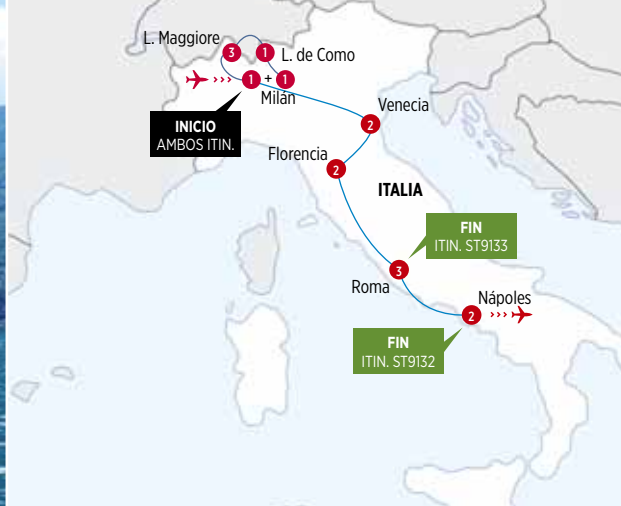 L. Maggiore
3
1
L. de Como
1 + 1
Milán
INICIO
AMBOS ITIN.
Venecia
2
Florencia
2
ITALIA
FIN
ITIN. ST9133
3
Roma
Nápoles
2
FIN
ITIN. ST9132